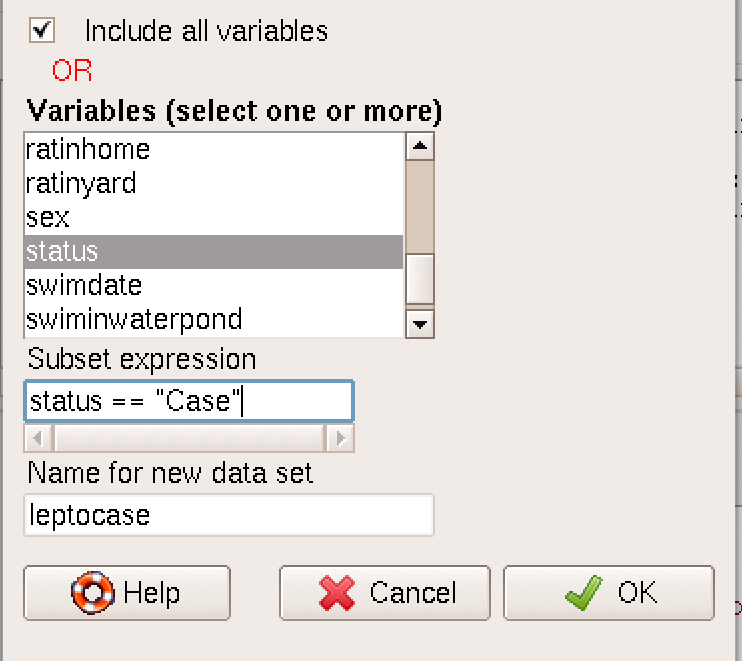 Include all variables
OR
Variables (select one or more)
ratinhome
ratinyard
sex
status
swimdate
swiminwaterpond
Subset expression
status == "Case"
Name for new data set
leptocase
Help Cancel OK